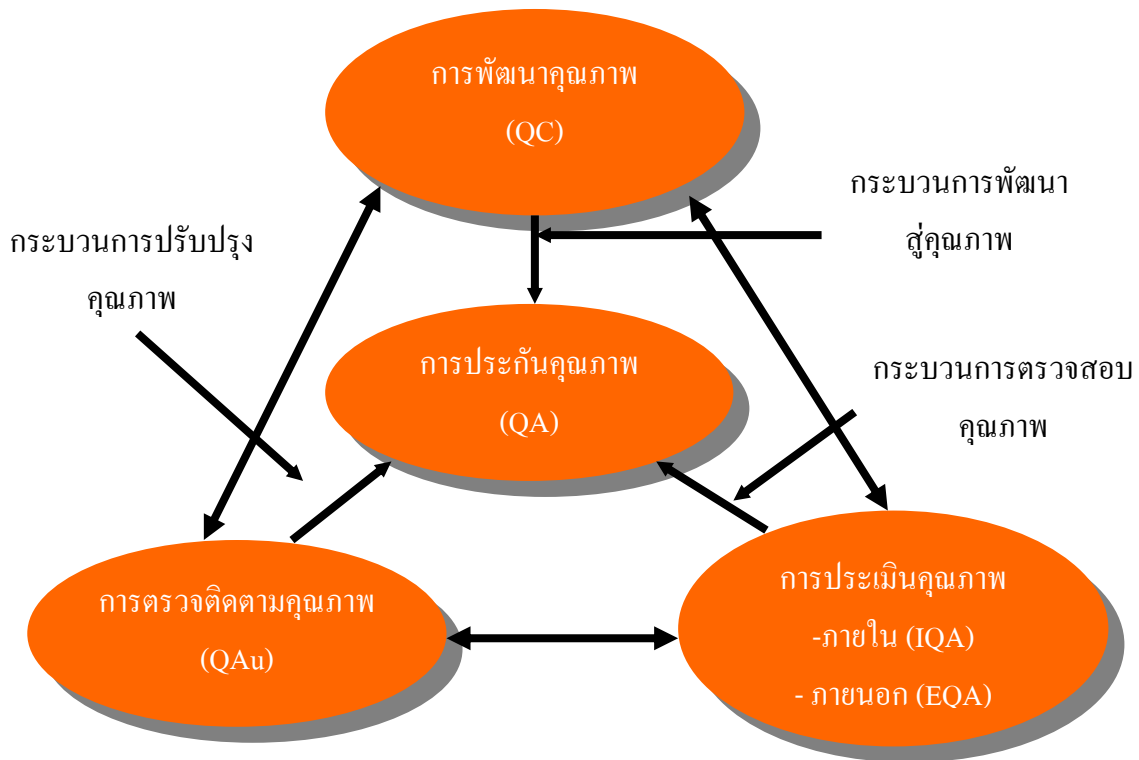 การพัฒนาคุณภาพ
(QC)
กระบวนการพัฒนา
สู่คุณภาพ
กระบวนการปรับปรุง
คุณภาพ
การประกันคุณภาพ
(QA)
กระบวนการตรวจสอบ
คุณภาพ
การตรวจติดตามคุณภาพ
(QAu)
การประเมินคุณภาพ
-ภายใน (IQA)
- ภายนอก (EQA)